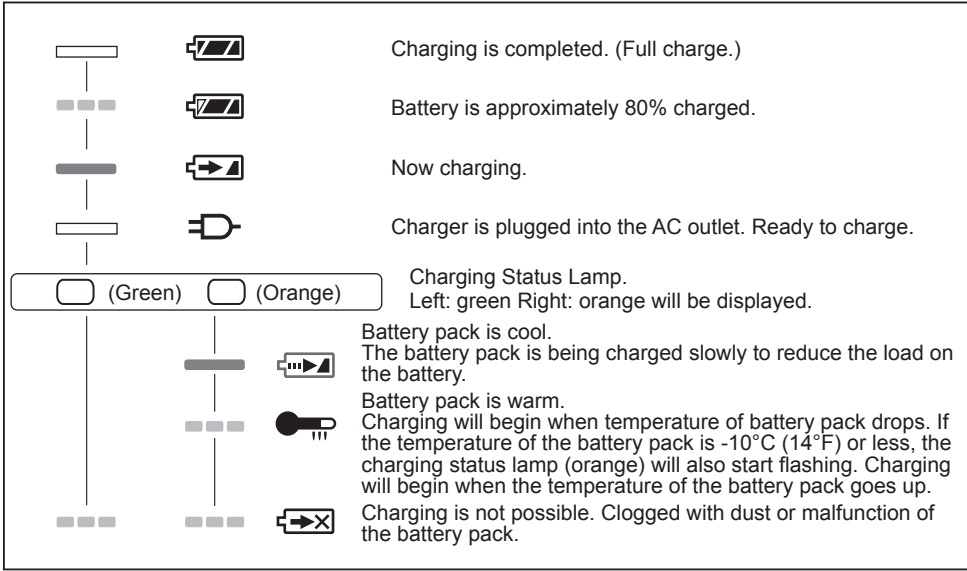 Charging is completed. (Full charge.)
Battery is approximately 80% charged.
Now charging.
Charger is plugged into the AC outlet. Ready to charge.
(Green) (Orange)
Charging Status Lamp.
Left: green Right: orange will be displayed.
Battery pack is cool.
The battery pack is being charged slowly to reduce the load on
the battery.
Battery pack is warm.
Charging will begin when temperature of battery pack drops. If
the temperature of the battery pack is -10°C (14°F) or less, the
charging status lamp (orange) will also start flashing. Charging
will begin when the temperature of the battery pack goes up.
Charging is not possible. Clogged with dust or malfunction of
the battery pack.